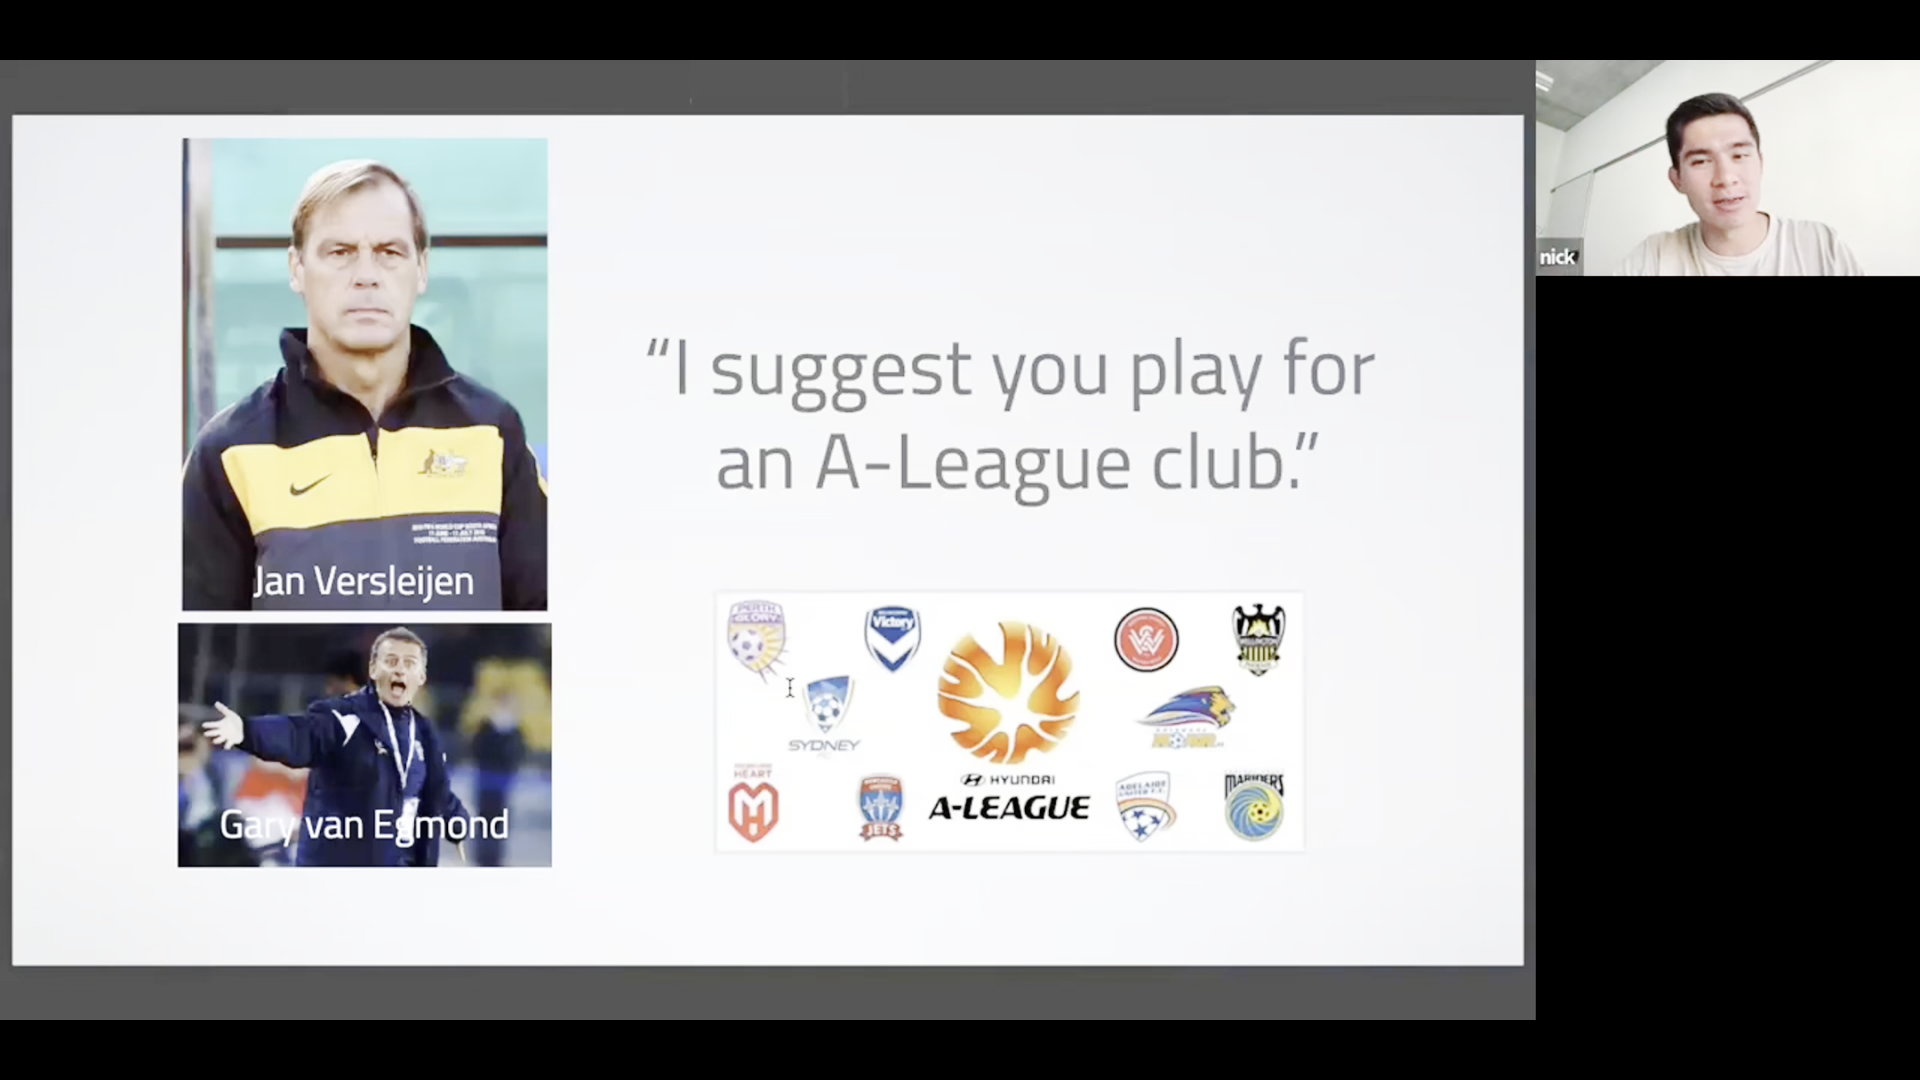 Jan Versleijen
Gary van Egmond
“I suggest you play for
an A-League club.”
PERTH
GLORY
Victory
SYDNEY
HEART
JETS
HYUNDAI
A-LEAGUE
ADELAIDE
UNITED F.C.
MARINERS
WELLINGTON
nick